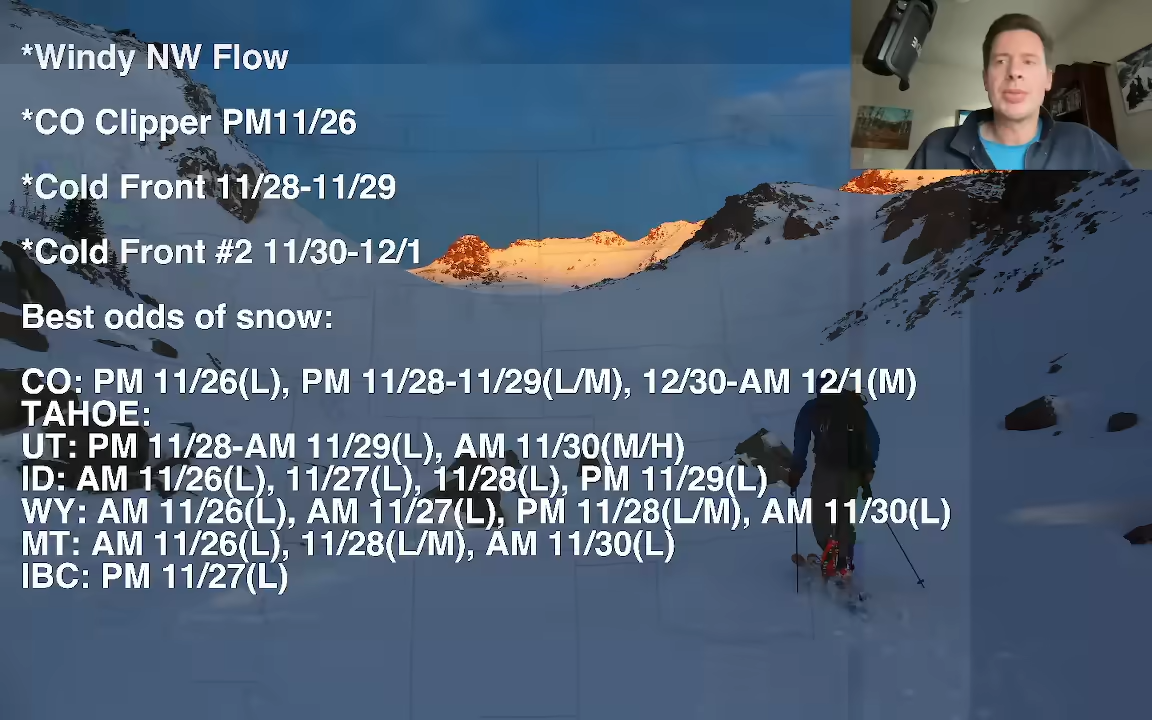 *Windy NW Flow
*CO Clipper PM11/26
*Cold Front 11/28-11/29
*Cold Front #2 11/30-12/1
Best odds of snow:
CO: PM 11/26(L), PM 11/28-11/29(L/M), 12/30-AM 12/1(M)
TAHOE:
UT: PM 11/28-AM 11/29(L), AM 11/30(M/H)
ID: AM 11/26(L), 11/27(L), 11/28(L), PM 11/29(L)
WY: AM 11/26(L), AM 11/27(L), PM 11/28(L/M), AM 11/30(L)
MT: AM 11/26(L), 11/28(L/M), AM 11/30(L)
IBC: PM 11/27(L)